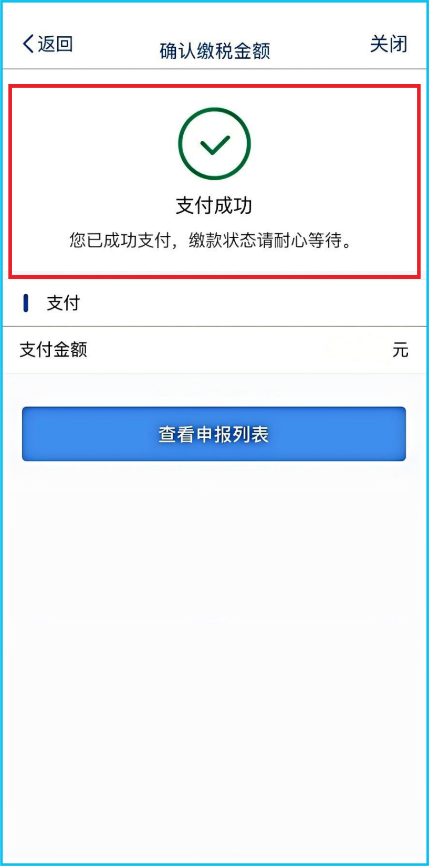 返回
确认缴税金额
关闭
支付成功
您已成功支付，缴款状态请耐心等待。
支付
支付金额
元
查看申报列表